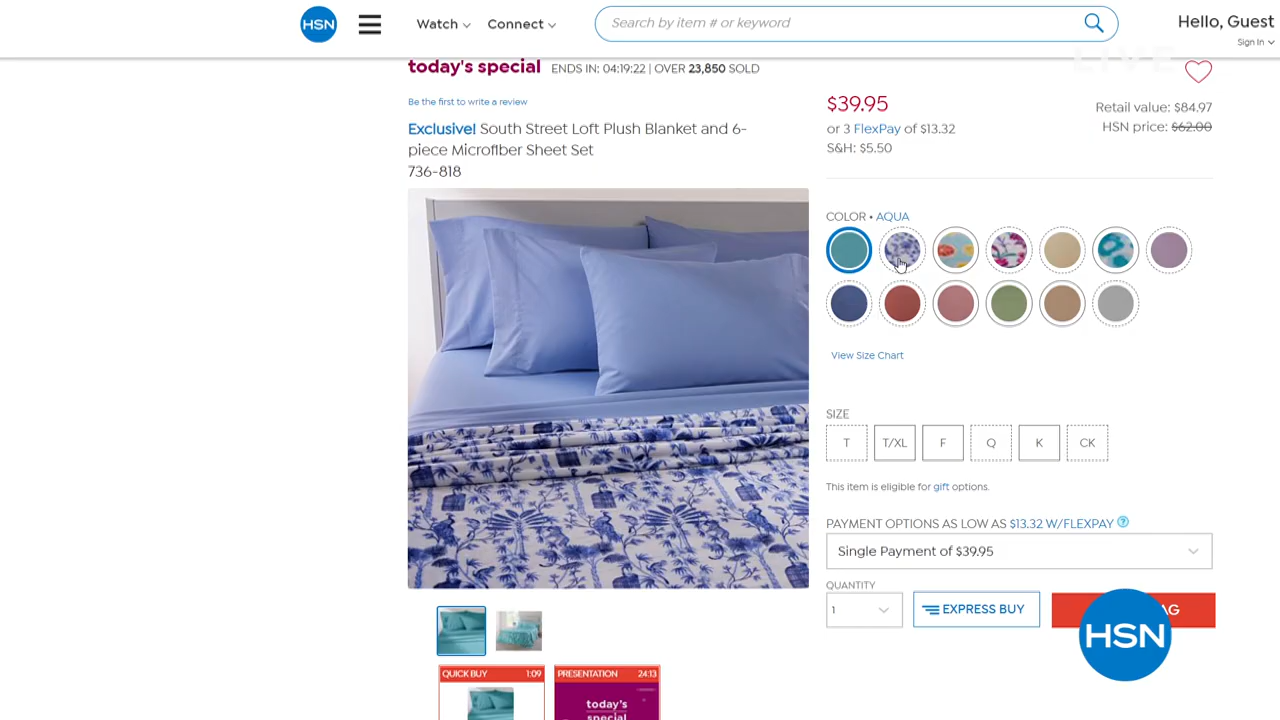 HSN
Watch
Connect
Search by item # or keyword
Hello, Guest
Sign In
LIVE
today's special ENDS IN: 04:19:22 | OVER 23,850 SOLD
Be the first to write a review
Exclusive! South Street Loft Plush Blanket and 6-
piece Microfiber Sheet Set
736-818
$39.95
or 3 FlexPay of $13.32
S&H: $5.50
Retail value: $84.97
HSN price: $62.00
COLOR • AQUA
View Size Chart
SIZE
T T/XL F Q K CK
This item is eligible for gift options.
PAYMENT OPTIONS AS LOW AS $13.32 W/FLEXPAY ?
Single Payment of $39.95
QUANTITY
1
EXPRESS BUY
AG
HSN
QUICK BUY 1:09
PRESENTATION 24:13
today's
special